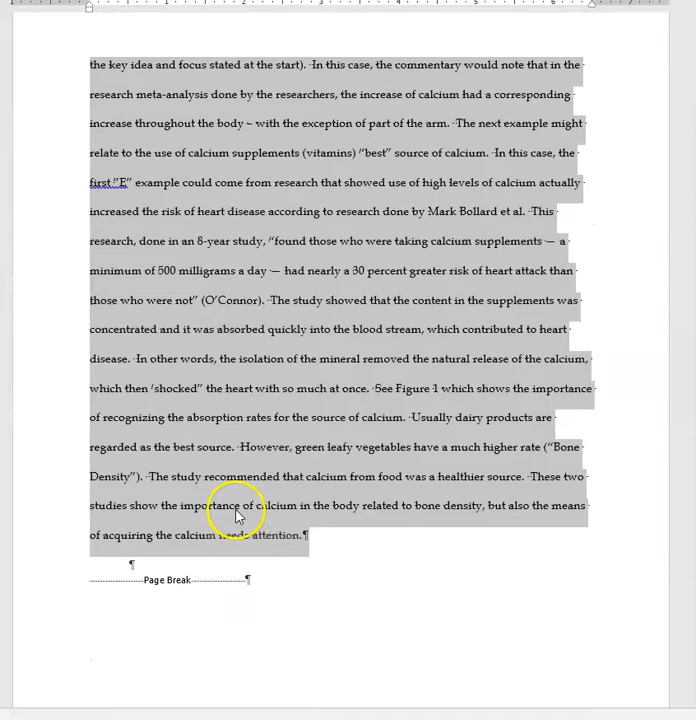 the key idea and focus stated at the start). In this case, the commentary would note that in the
research meta-analysis done by the researchers, the increase of calcium had a corresponding
increase throughout the body – with the exception of part of the arm. The next example might
relate to the use of calcium supplements (vitamins) “best” source of calcium. In this case, the
first “E” example could come from research that showed use of high levels of calcium actually
increased the risk of heart disease according to research done by Mark Bollard et al. This
research, done in an 8-year study, “found those who were taking calcium supplements — a
minimum of 500 milligrams a day — had nearly a 30 percent greater risk of heart attack than
those who were not” (O’Connor). The study showed that the content in the supplements was
concentrated and it was absorbed quickly into the blood stream, which contributed to heart
disease. In other words, the isolation of the mineral removed the natural release of the calcium,
which then ‘shocked” the heart with so much at once. See Figure 1 which shows the importance
of recognizing the absorption rates for the source of calcium. Usually dairy products are
regarded as the best source. However, green leafy vegetables have a much higher rate (“Bone
Density”). The study recommended that calcium from food was a healthier source. These two
studies show the importance of calcium in the body related to bone density, but also the means
of acquiring the calcium needs attention.¶
¶
Page Break¶